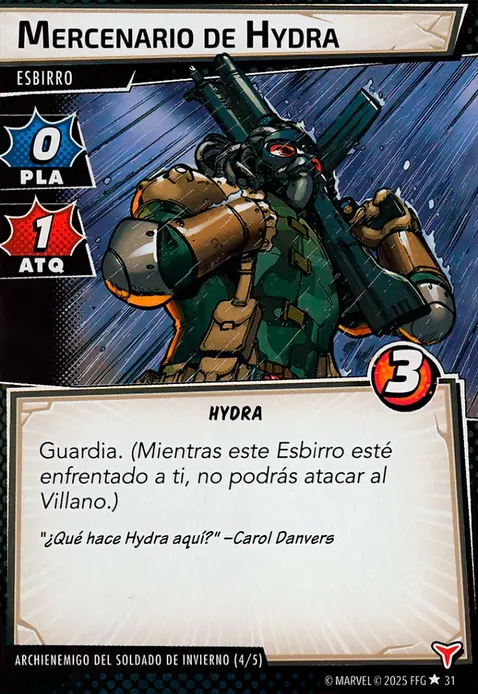 Mercenario de Hydra
ESBIRRO
0
PLA
1
ATQ
3
HYDRA
Guardia. (Mientras este Esbirro esté
enfrentado a ti, no podrás atacar al
Villano.)
"¿Qué hace Hydra aquí?" –Carol Danvers
ARCHIENEMIGO DEL SOLDADO DE INVIERNO (4/5)
© MARVEL © 2025 FFG ★ 31